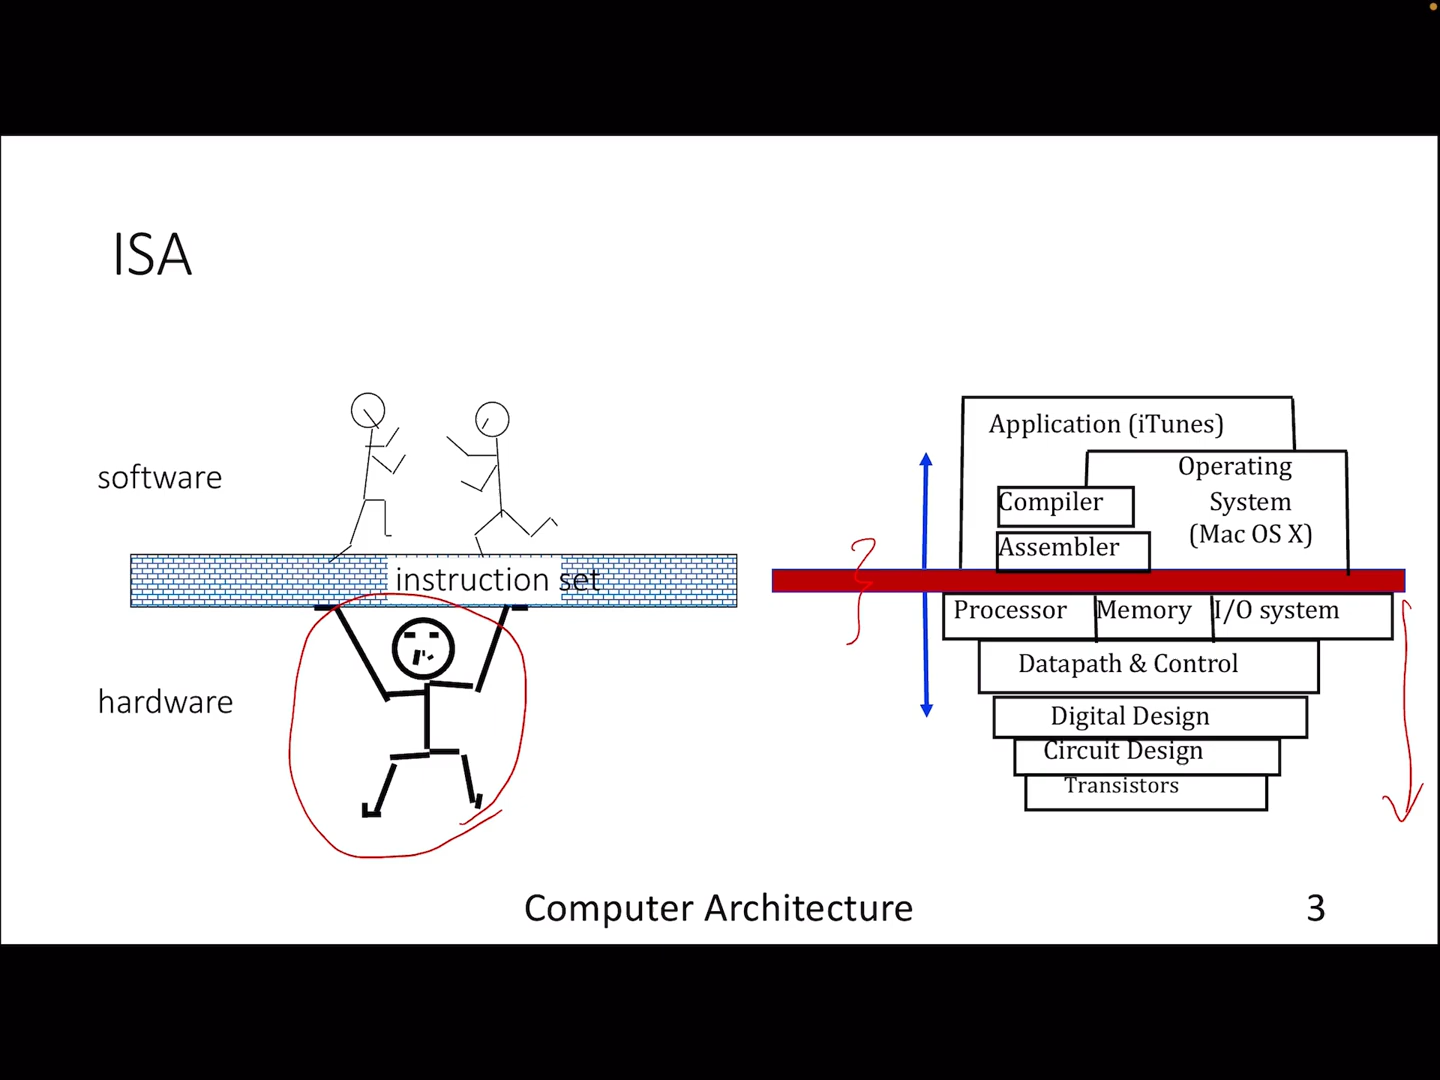 ISA
software
instruction set
hardware
Application (iTunes)
Operating
System
(Mac OS X)
Compiler
Assembler
Processor
Memory
I/O system
Datapath & Control
Digital Design
Circuit Design
Transistors
Computer Architecture
3